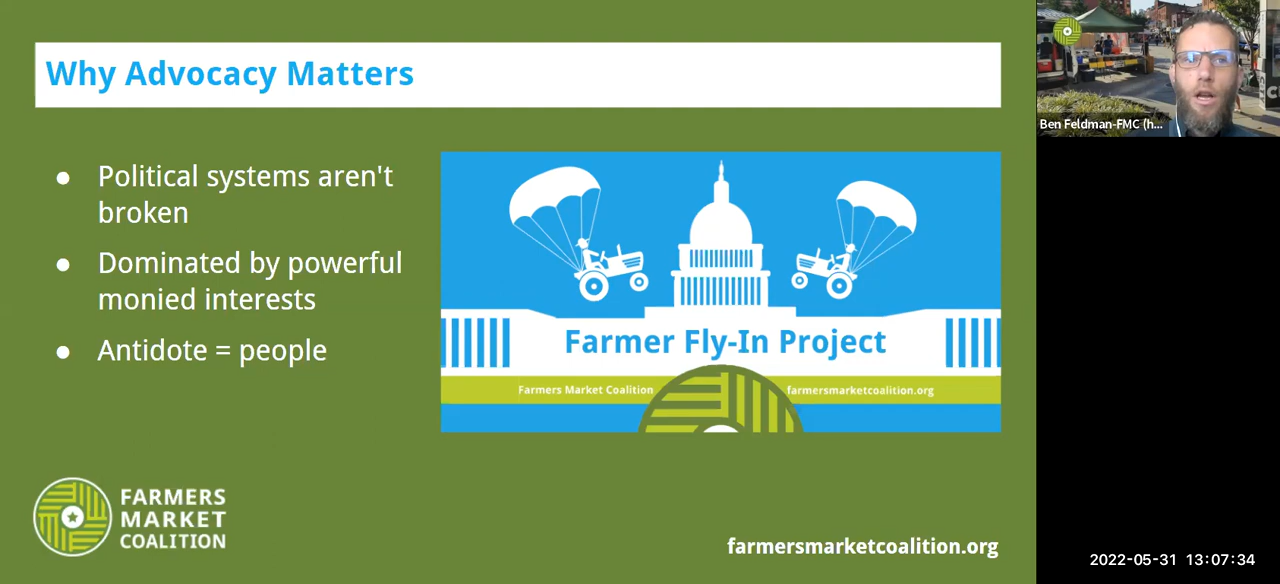 Why Advocacy Matters
● Political systems aren't
broken
● Dominated by powerful
monied interests
● Antidote = people
Farmer Fly-In Project
Farmers Market Coalition
farmersmarketcoalition.org
FARMERS
MARKET
COALITION
farmersmarketcoalition.org
Ben Feldman-FMC (h...
2022-05-31 13:07:34